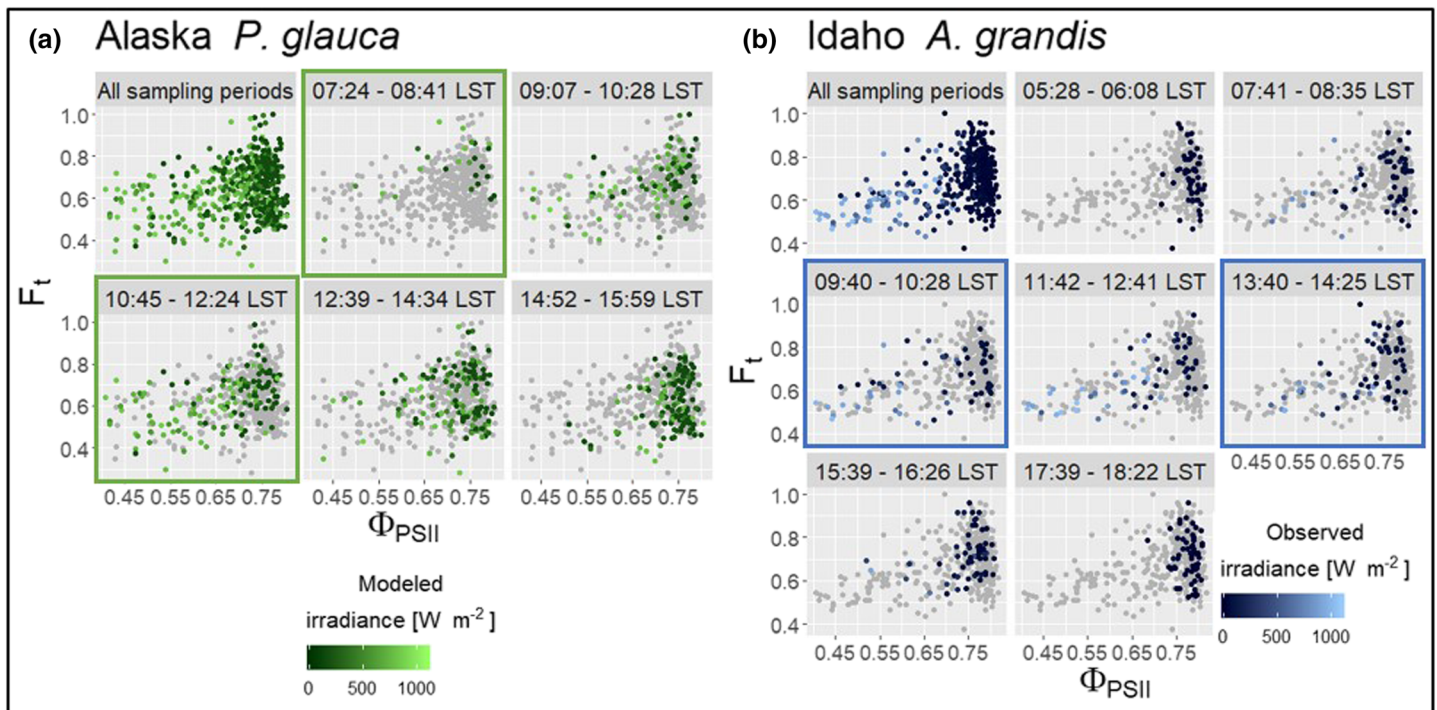 (a) Alaska P. glauca
All sampling periods 07:24 - 08:41 LST 09:07 - 10:28 LST
1.0
0.8
0.6
0.4
10:45 - 12:24 LST 12:39 - 14:34 LST 14:52 - 15:59 LST
Ft
1.0
0.8
0.6
0.4
0.45 0.55 0.65 0.75 0.45 0.55 0.65 0.75 0.45 0.55 0.65 0.75
ΦPSII
Modeled
irradiance [W m-2]
0 500 1000
(b) Idaho A. grandis
All sampling periods 05:28 - 06:08 LST 07:41 - 08:35 LST
1.0
0.8
0.6
0.4
09:40 - 10:28 LST 11:42 - 12:41 LST 13:40 - 14:25 LST
1.0
0.8
0.6
0.4
Ft
0.45 0.55 0.65 0.75
15:39 - 16:26 LST 17:39 - 18:22 LST
1.0
0.8
0.6
0.4
0.45 0.55 0.65 0.75 0.45 0.55 0.65 0.75
ΦPSII
Observed
irradiance [W m-2]
0 500 1000